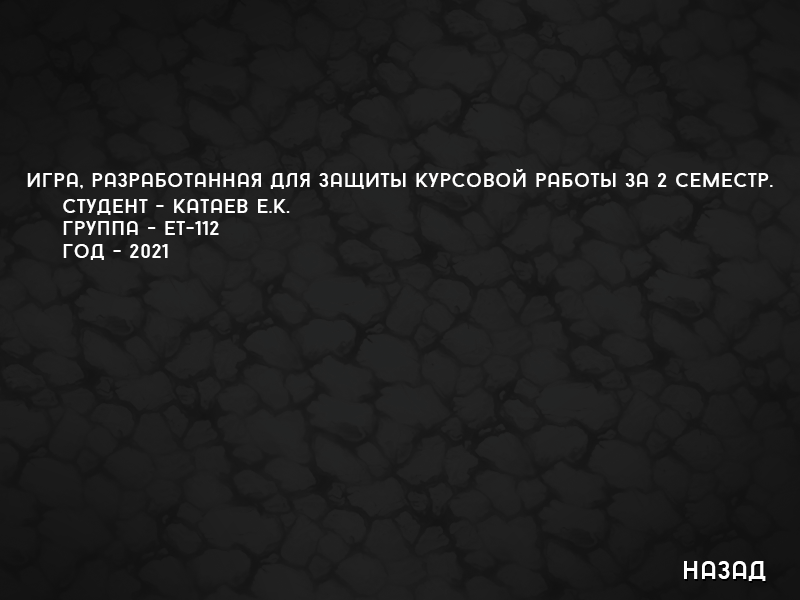 ИГРА, РАЗРАБОТАННАЯ ДЛЯ ЗАЩИТЫ КУРСОВОЙ РАБОТЫ ЗА 2 СЕМЕСТР.
СТУДЕНТ - КАТАЕВ Е.К.
ГРУППА - ЕТ-112
ГОД - 2021
НАЗАД